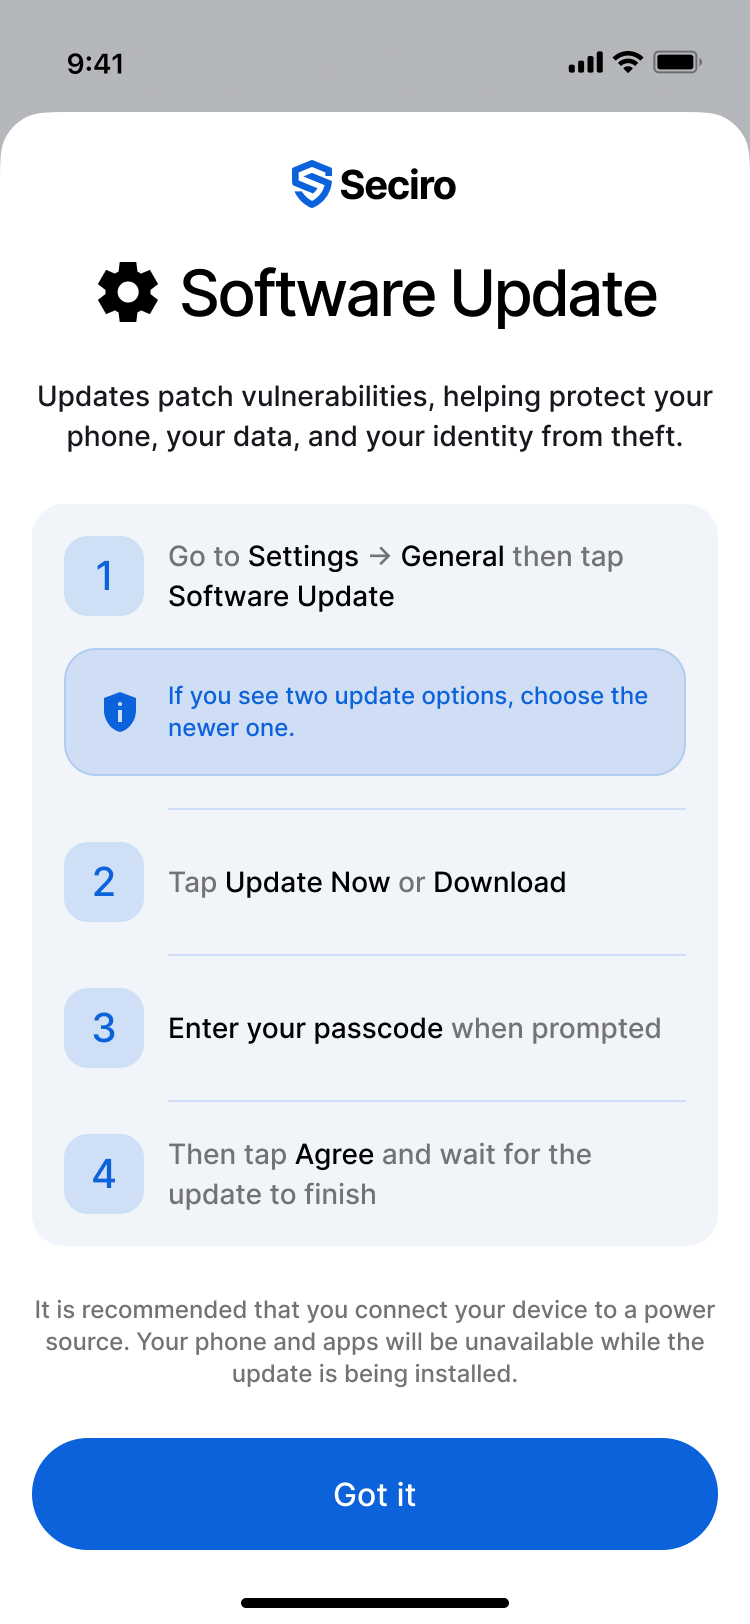 9:41
Seciro
Software Update
Updates patch vulnerabilities, helping protect your
phone, your data, and your identity from theft.
1
Go to Settings → General then tap
Software Update
If you see two update options, choose the
newer one.
2
Tap Update Now or Download
3
Enter your passcode when prompted
4
Then tap Agree and wait for the
update to finish
It is recommended that you connect your device to a power
source. Your phone and apps will be unavailable while the
update is being installed.
Got it